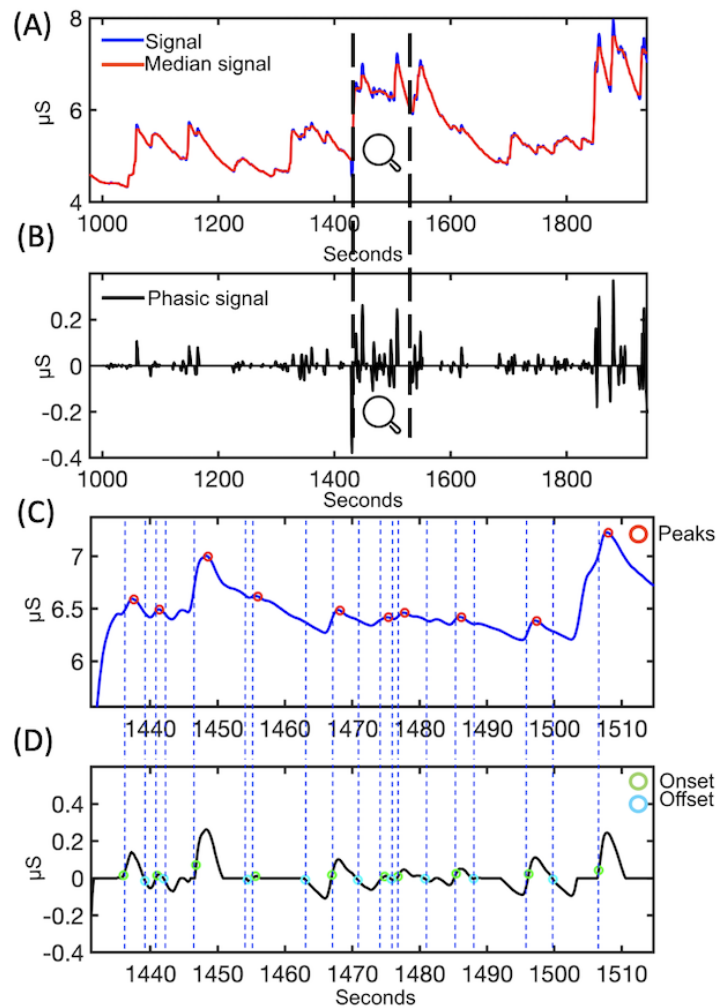 (A)
8
Signal
Median signal
µS
6
4
1000 1200 1400 1600 1800
Seconds
(B)
Phasic signal
0.2
µS
0
-0.2
-0.4
1000 1200 1400 1600 1800
Seconds
(C)
Peaks
7
µS
6.5
6
1440 1450 1460 1470 1480 1490 1500 1510
(D)
Onset
Offset
0.4
0.2
µS
0
-0.2
-0.4
1440 1450 1460 1470 1480 1490 1500 1510
Seconds